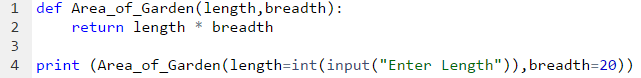 1 def Area_of_Garden(length,breadth):
2     return length * breadth
3
4 print (Area_of_Garden(length=int(input("Enter Length")),breadth=20))